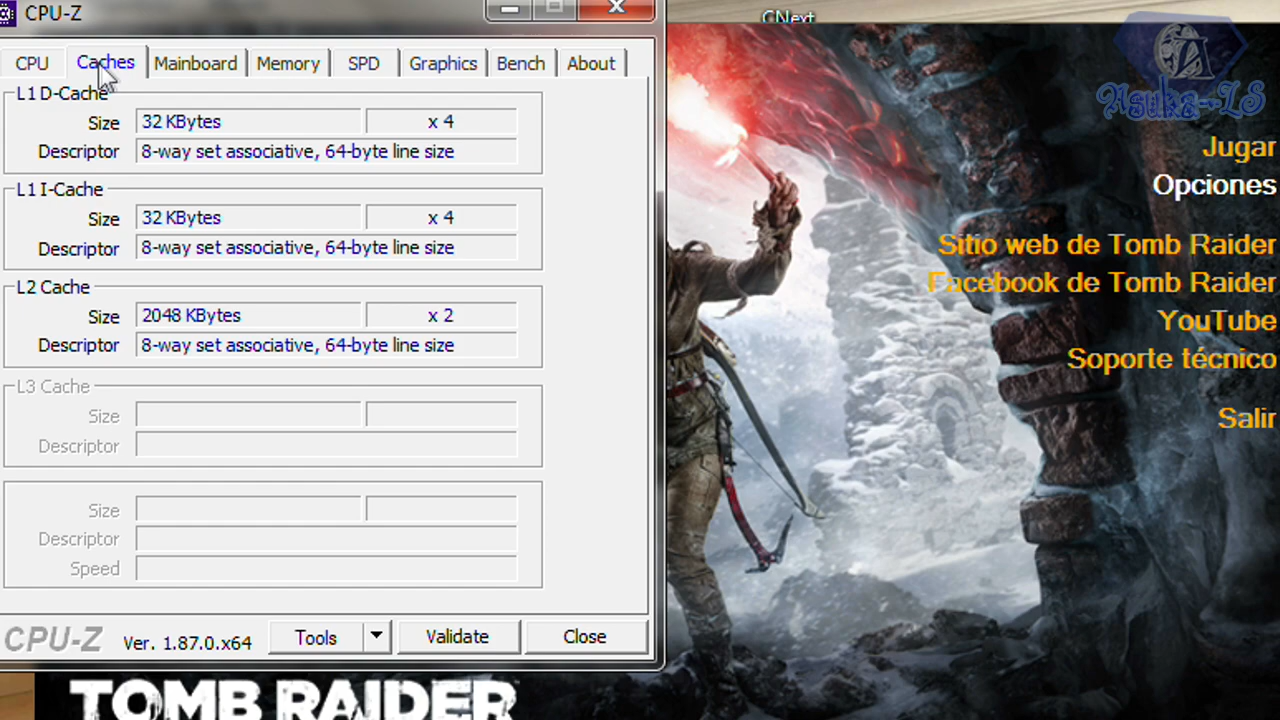 CPU-Z
CNext
CPU Caches Mainboard Memory SPD Graphics Bench About
L1 D-Cache
Size 32 KBytes x 4
Descriptor 8-way set associative, 64-byte line size
L1 I-Cache
Size 32 KBytes x 4
Descriptor 8-way set associative, 64-byte line size
L2 Cache
Size 2048 KBytes x 2
Descriptor 8-way set associative, 64-byte line size
L3 Cache
Size
Descriptor
Size
Descriptor
Speed
CPU-Z Ver. 1.87.0.x64 Tools Validate Close
Asuka-LS
Jugar
Opciones
Sitio web de Tomb Raider
Facebook de Tomb Raider
YouTube
Soporte técnico
Salir
TOMB RAIDER